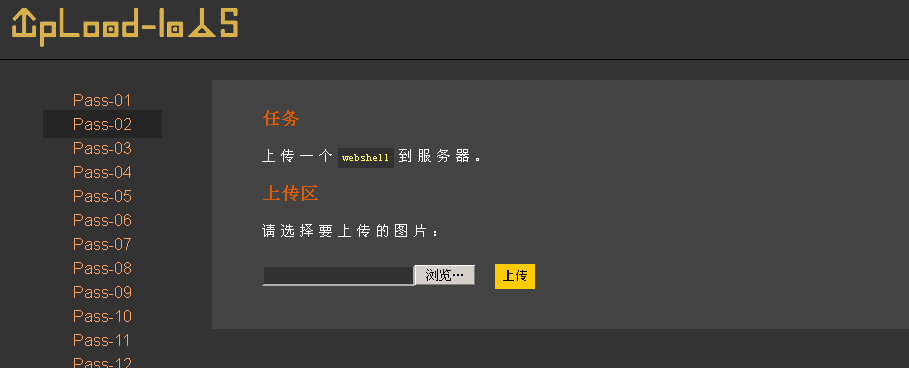 UpLoad-labs
Pass-01
Pass-02
Pass-03
Pass-04
Pass-05
Pass-06
Pass-07
Pass-08
Pass-09
Pass-10
Pass-11
Pass-12
任务
上传一个 webshell 到服务器。
上传区
请选择要上传的图片：
浏览… 上传